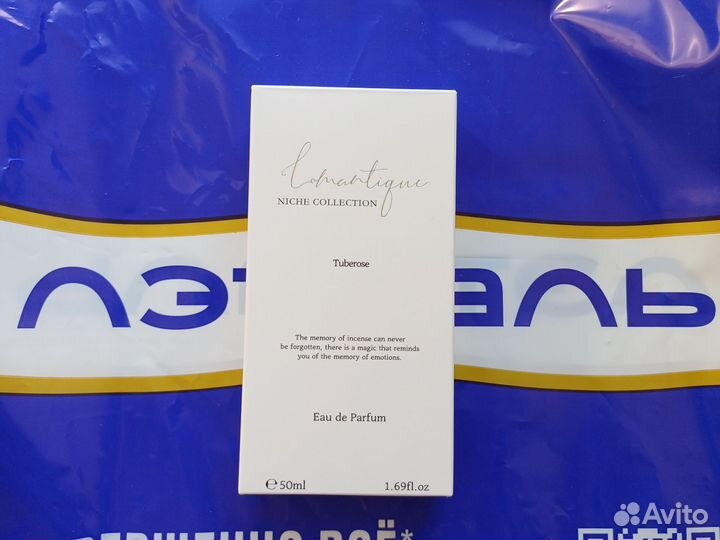 Lomantique
NICHE COLLECTION
Tuberose
The memory of incense can never
be forgotten, there is a magic that reminds
you of the memory of emotions.
Eau de Parfum
℮50ml 1.69fl.oz
ЛЭТ АЛЬ
ВСЁ*
Avito